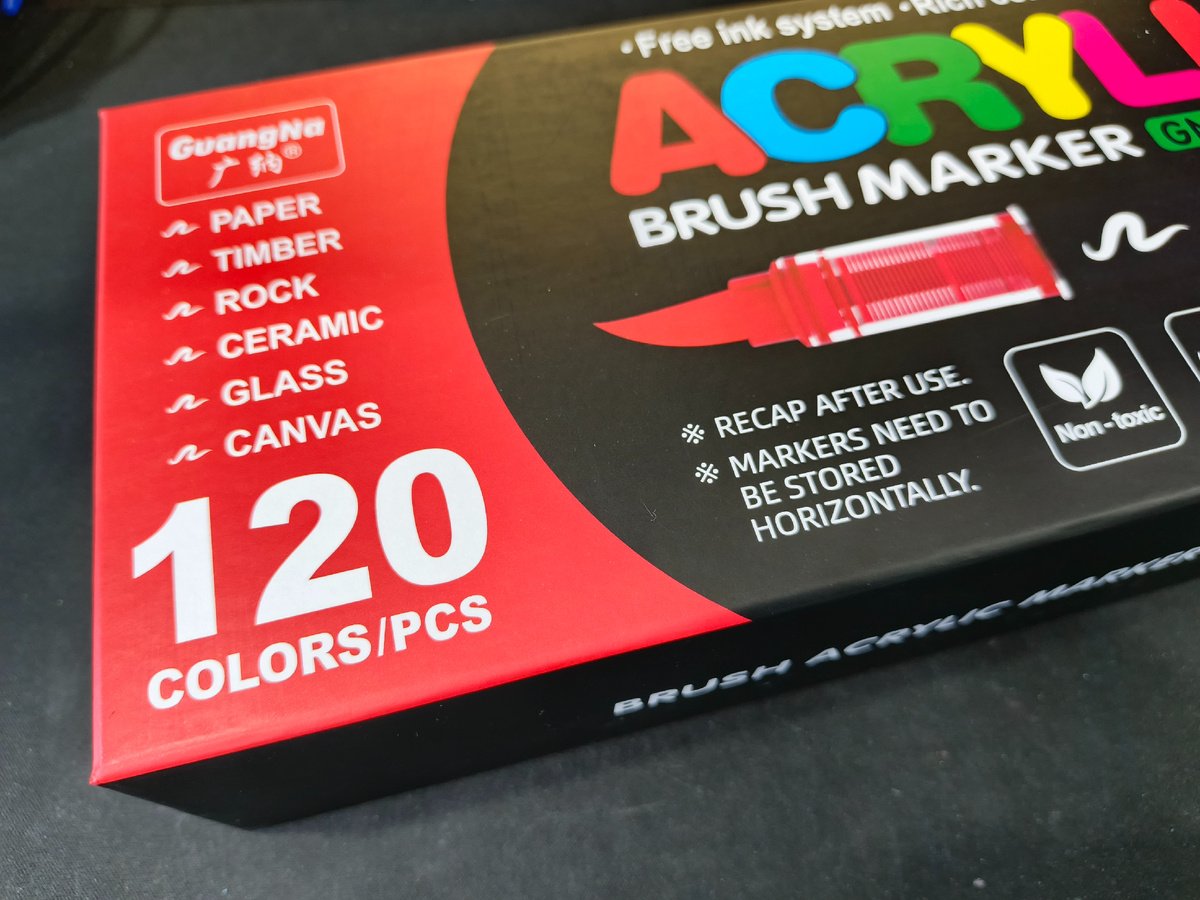 •Free ink system •Rich
ACRYL
BRUSH MARKER
GuangNa
广纳®
PAPER
TIMBER
ROCK
CERAMIC
GLASS
CANVAS
120
COLORS/PCS
※ RECAP AFTER USE.
※ MARKERS NEED TO
BE STORED
HORIZONTALLY.
Non-toxic
BRUSH ACRYLIC MARKER